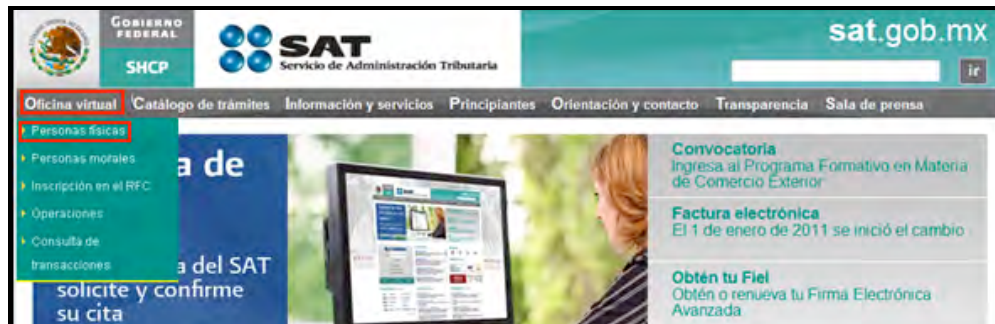 GOBIERNO
FEDERAL
SHCP
SAT
Servicio de Administración Tributaria
sat.gob.mx
ir
Oficina virtual Catálogo de trámites Información y servicios Principiantes Orientación y contacto Transparencia Sala de prensa
Personas físicas
Personas morales
Inscripción en el RFC
Operaciones
Consulta de
transacciones
a de
a del SAT
solicite y confirme
su cita
Convocatoria
Ingresa al Programa Formativo en Materia
de Comercio Exterior
Factura electrónica
El 1 de enero de 2011 se inició el cambio
Obtén tu Fiel
Obtén o renueva tu Firma Electrónica
Avanzada